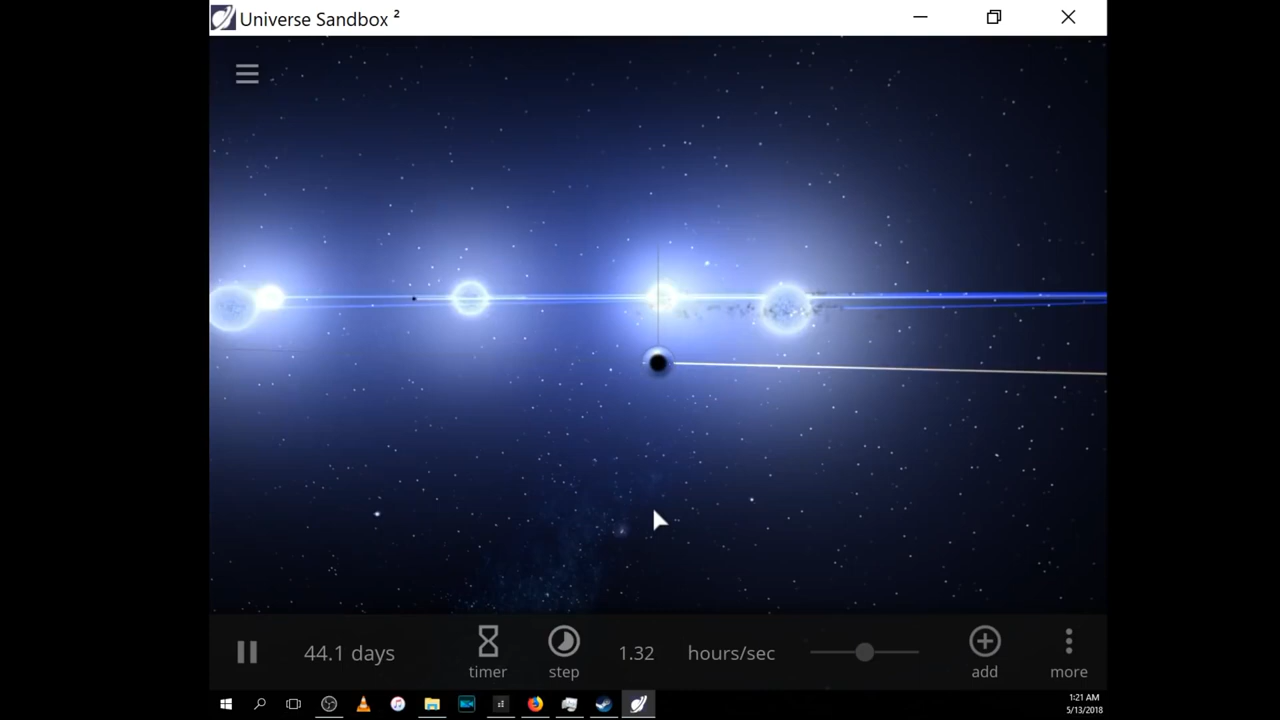 Universe Sandbox ²
44.1 days
timer
step
1.32 hours/sec
add
more
1:21 AM
5/13/2018